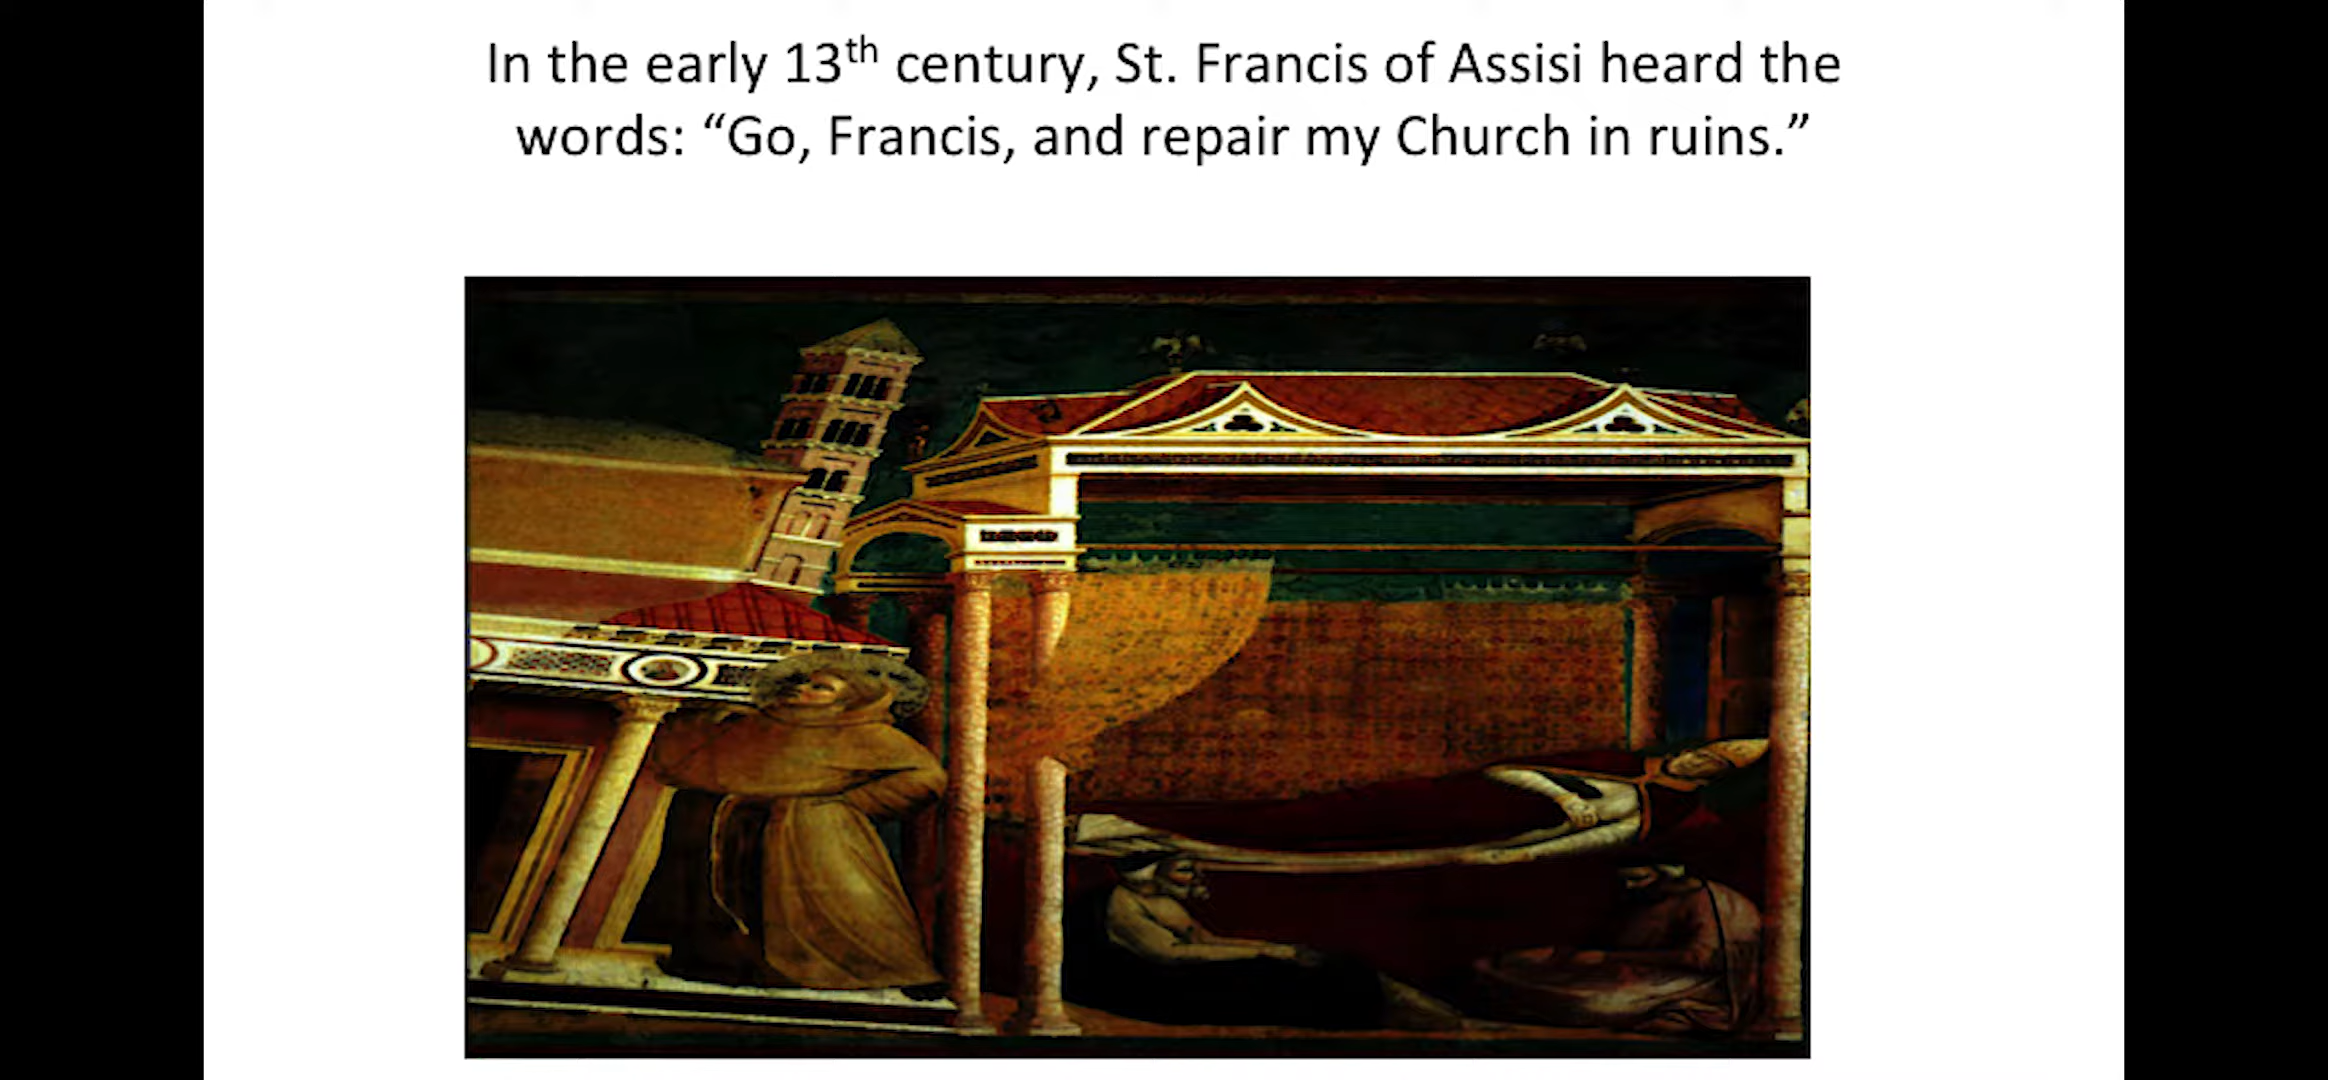 In the early 13th century, St. Francis of Assisi heard the
words: “Go, Francis, and repair my Church in ruins.”